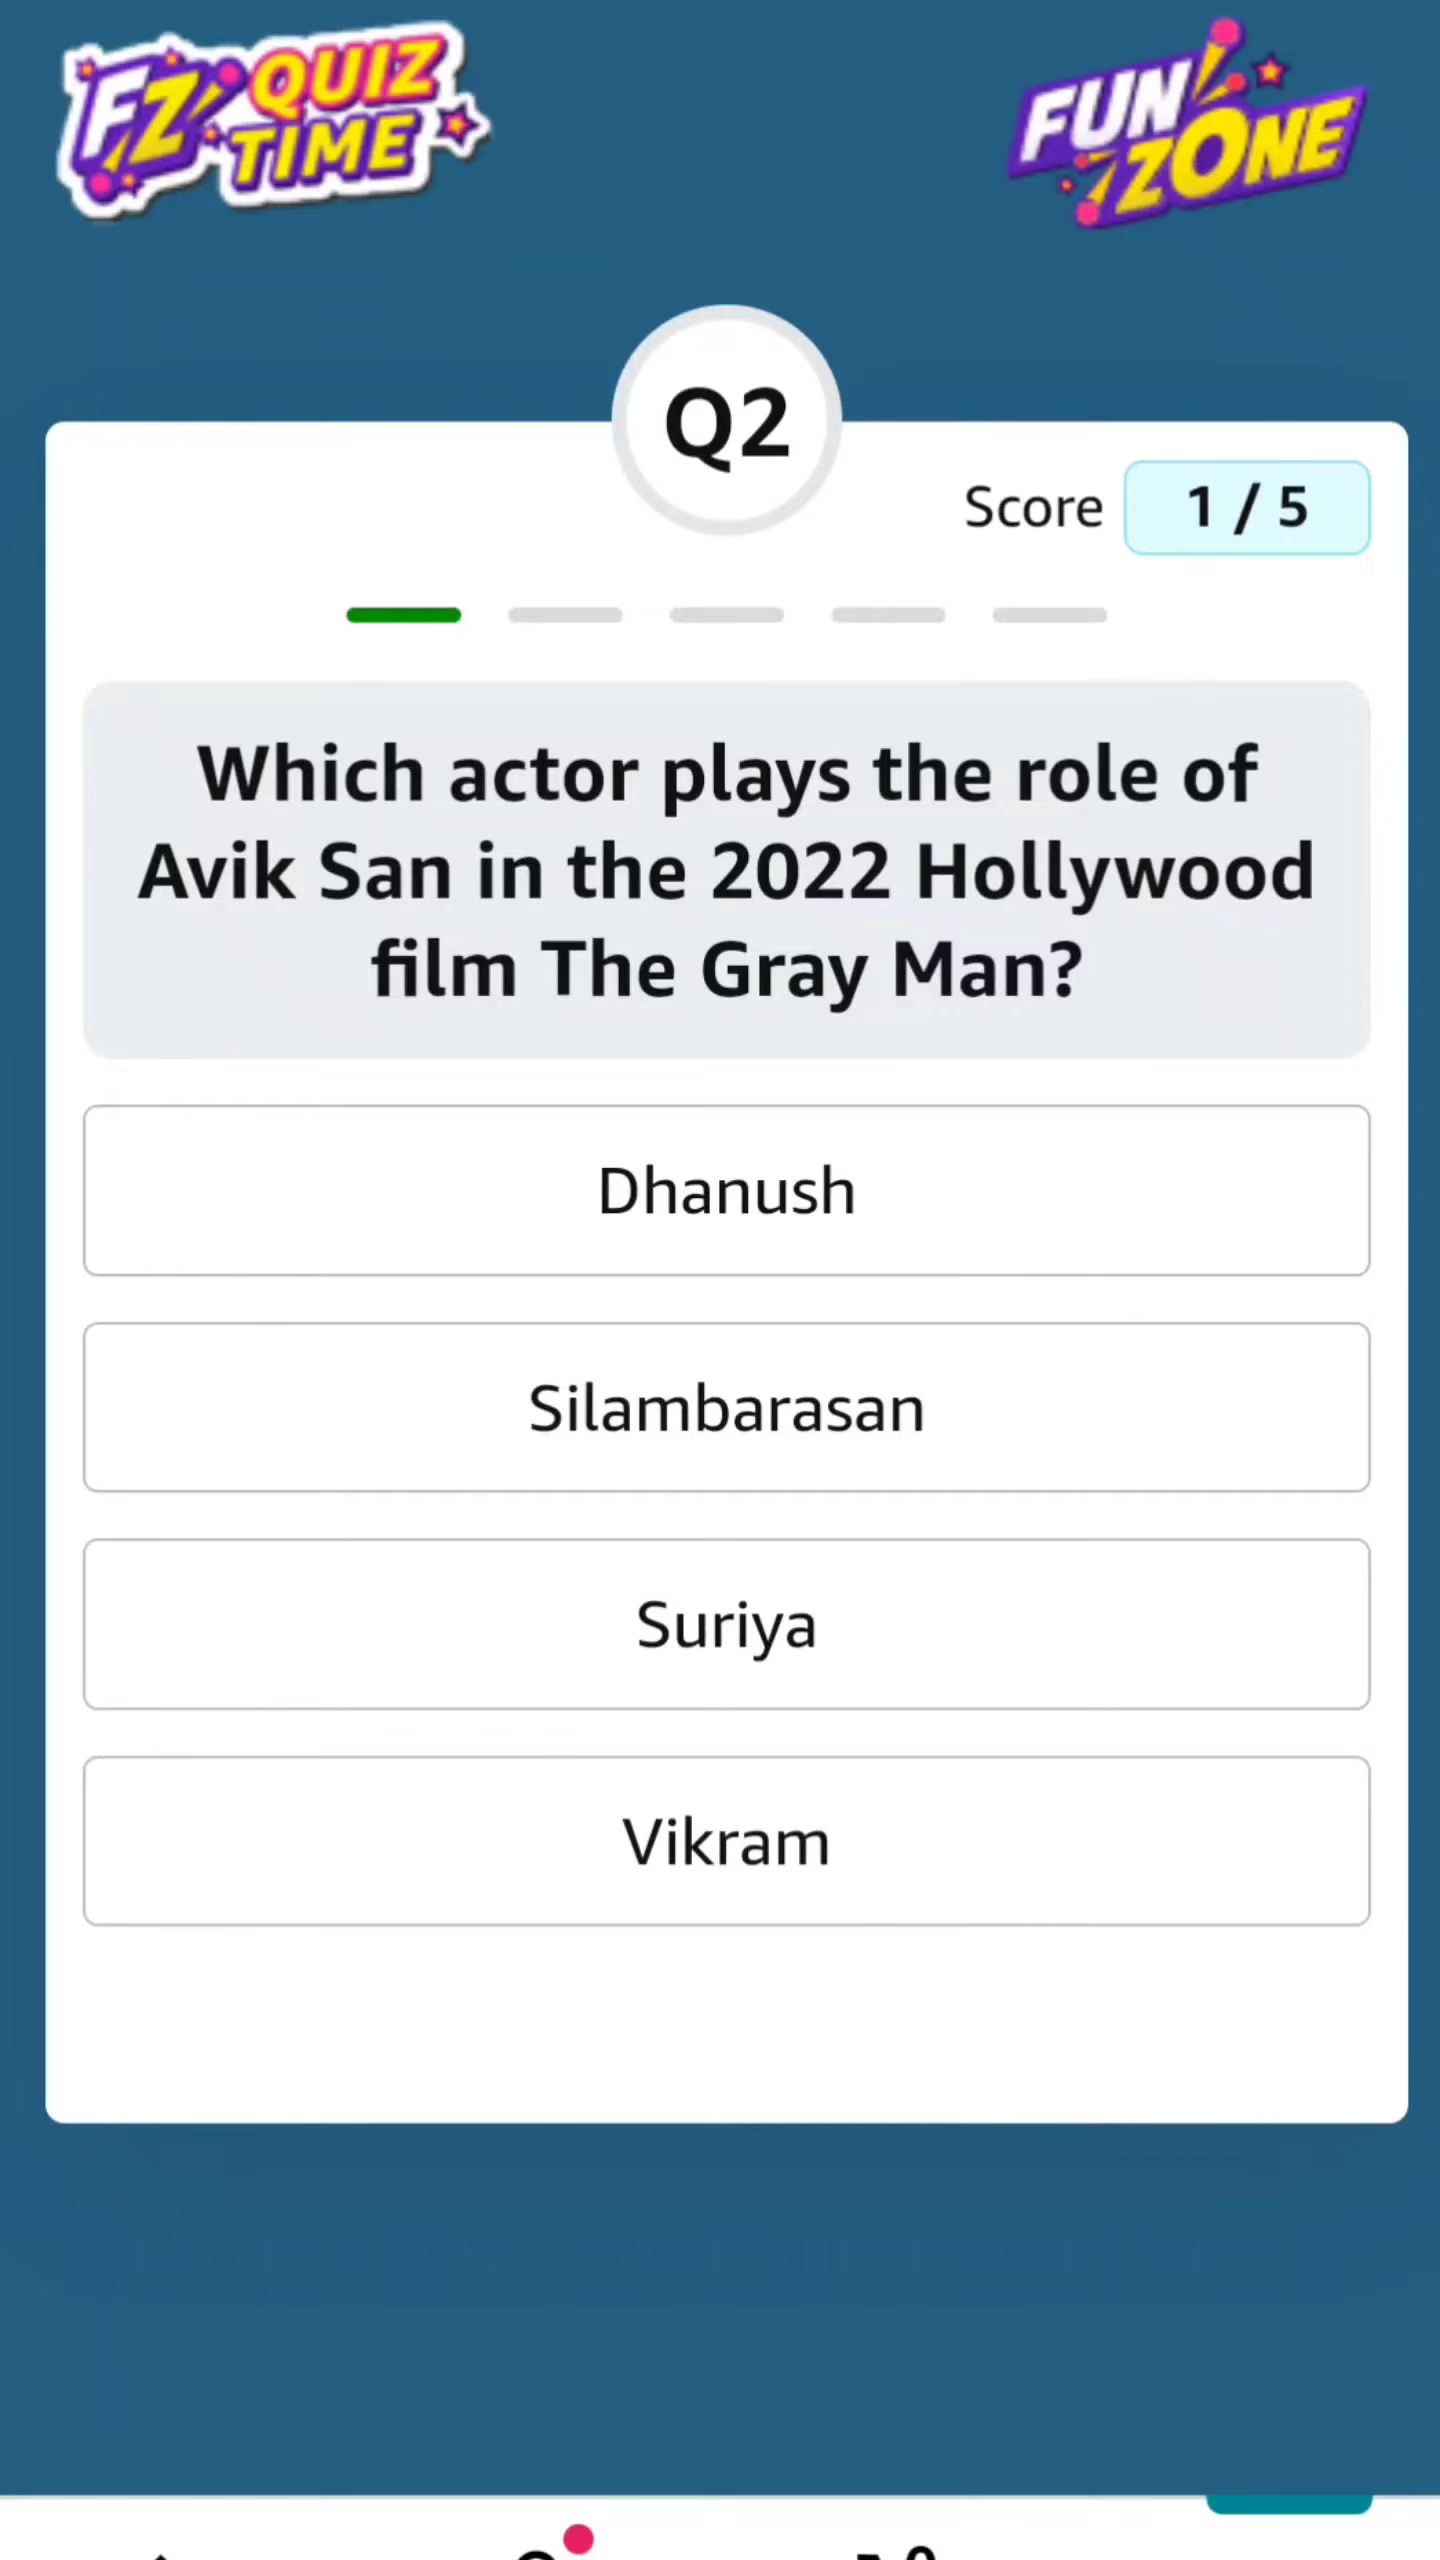 FZ QUIZ TIME
FUN ZONE
Q2
Score 1 / 5
Which actor plays the role of
Avik San in the 2022 Hollywood
film The Gray Man?
Dhanush
Silambarasan
Suriya
Vikram